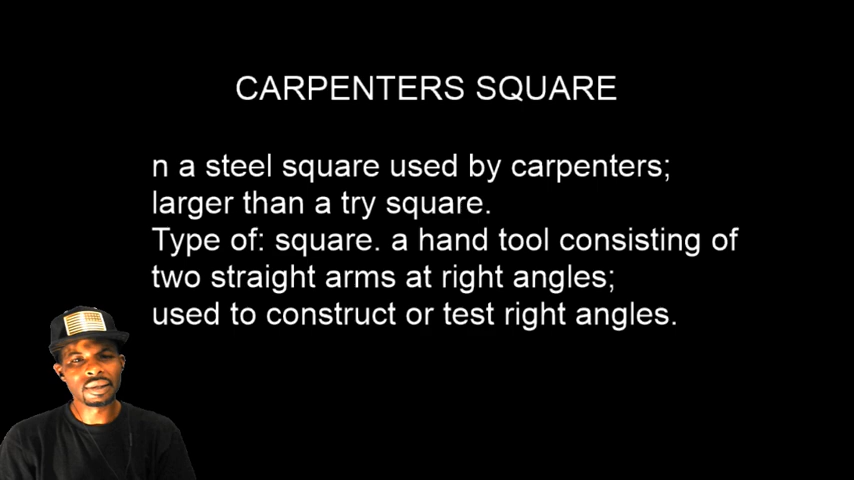 CARPENTERS SQUARE
n a steel square used by carpenters;
larger than a try square.
Type of: square. a hand tool consisting of
two straight arms at right angles;
used to construct or test right angles.